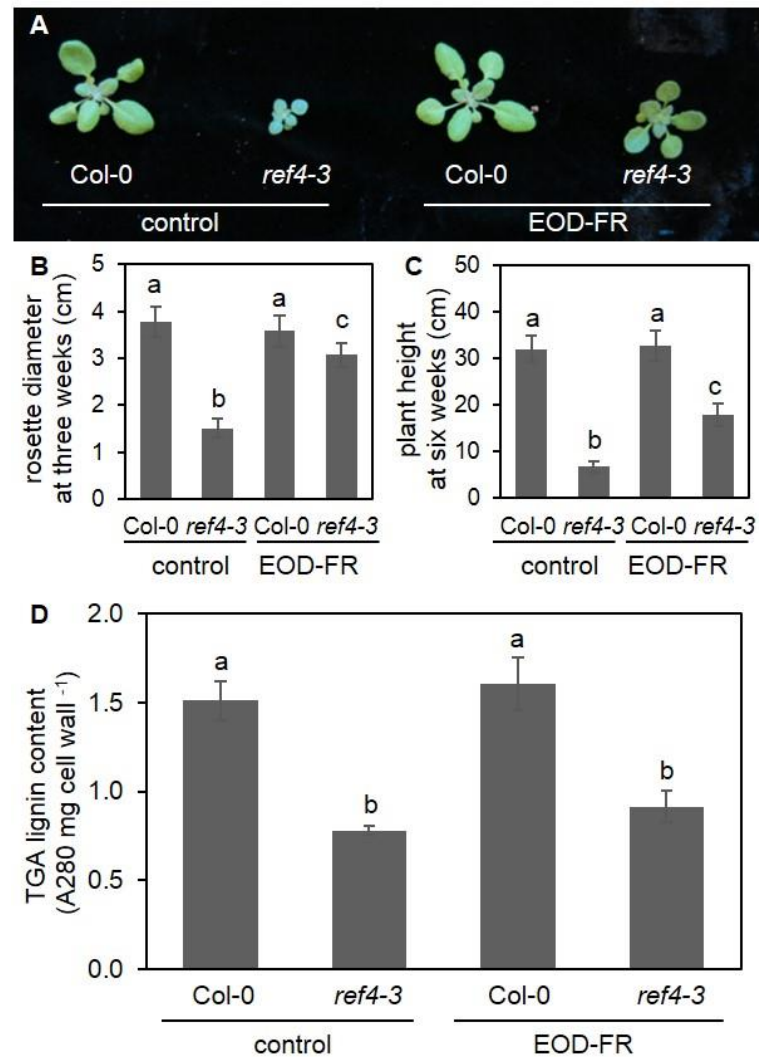 A
Col-0 ref4-3 Col-0 ref4-3
control EOD-FR
B
rosette diameter
at three weeks (cm)
5
4
3
2
1
0
a b a c
Col-0 ref4-3 Col-0 ref4-3
control EOD-FR
C
plant height
at six weeks (cm)
50
40
30
20
10
0
a b a c
Col-0 ref4-3 Col-0 ref4-3
control EOD-FR
D
TGA lignin content
(A280 mg cell wall -1)
2.0
1.5
1.0
0.5
0.0
a b a b
Col-0 ref4-3 Col-0 ref4-3
control EOD-FR